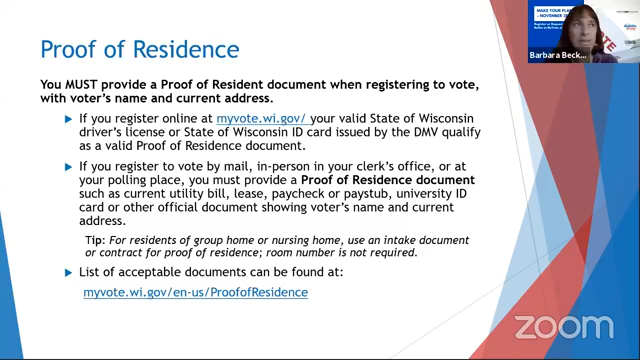 Proof of Residence
You MUST provide a Proof of Resident document when registering to vote,
with voter's name and current address.
If you register online at myvote.wi.gov/ your valid State of Wisconsin
driver's license or State of Wisconsin ID card issued by the DMV qualify
as a valid Proof of Residence document.
If you register to vote by mail, in-person in your clerk's office, or at
your polling place, you must provide a Proof of Residence document
such as current utility bill, lease, paycheck or paystub, university ID
card or other official document showing voter's name and current
address.
Tip: For residents of group home or nursing home, use an intake document
or contract for proof of residence; room number is not required.
List of acceptable documents can be found at:
myvote.wi.gov/en-us/ProofofResidence
MAKE YOUR PLAN
Barbara Beck...
zoom